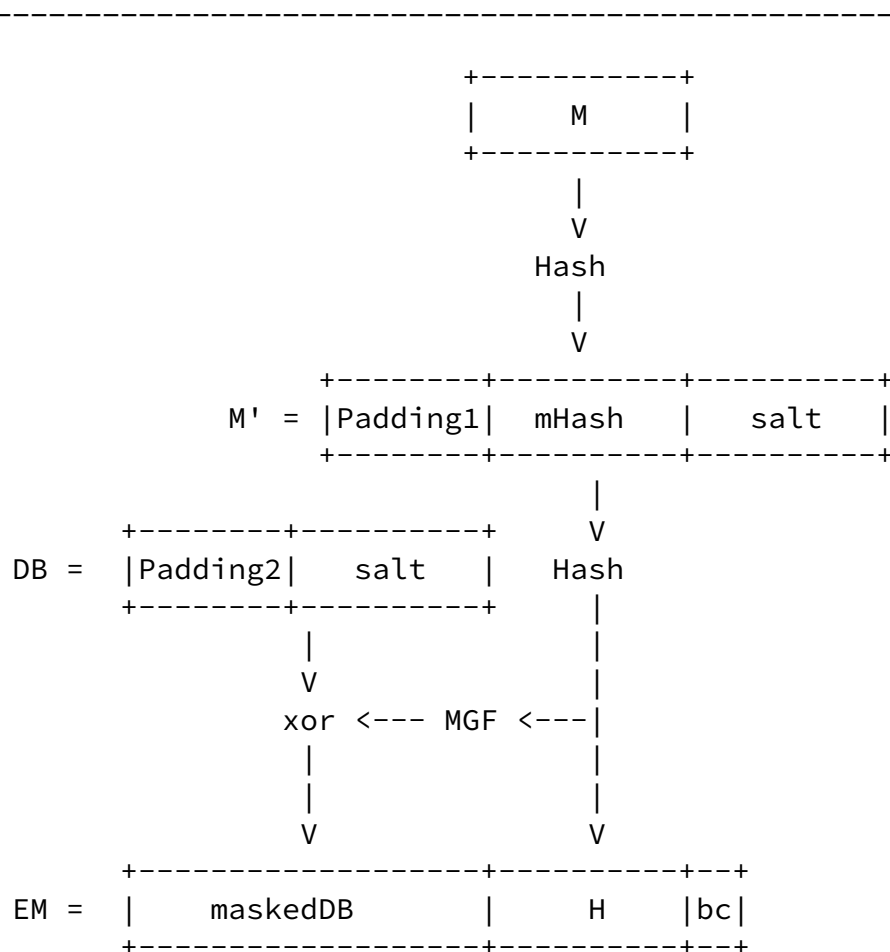 M
Hash
M' = Padding1 mHash salt
V
DB = Padding2 salt Hash
V
xor <--- MGF <---
V V
EM = maskedDB H bc